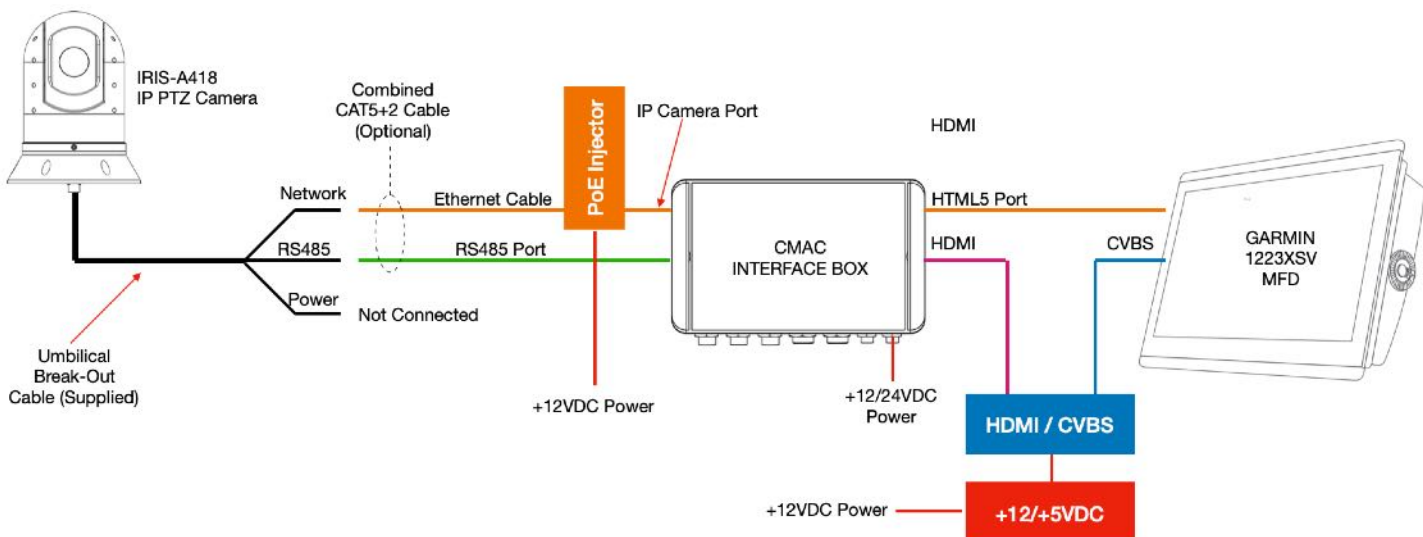 IRIS-A418
IP PTZ Camera
Combined
CAT5+2 Cable
(Optional)
PoE Injector
IP Camera Port
HDMI
Network
Ethernet Cable
HTML5 Port
RS485
RS485 Port
CMAC
INTERFACE BOX
HDMI
CVBS
GARMIN
1223XSV
MFD
Power
Not Connected
Umbilical
Break-Out
Cable (Supplied)
+12VDC Power
+12/24VDC
Power
HDMI / CVBS
+12VDC Power
+12/+5VDC